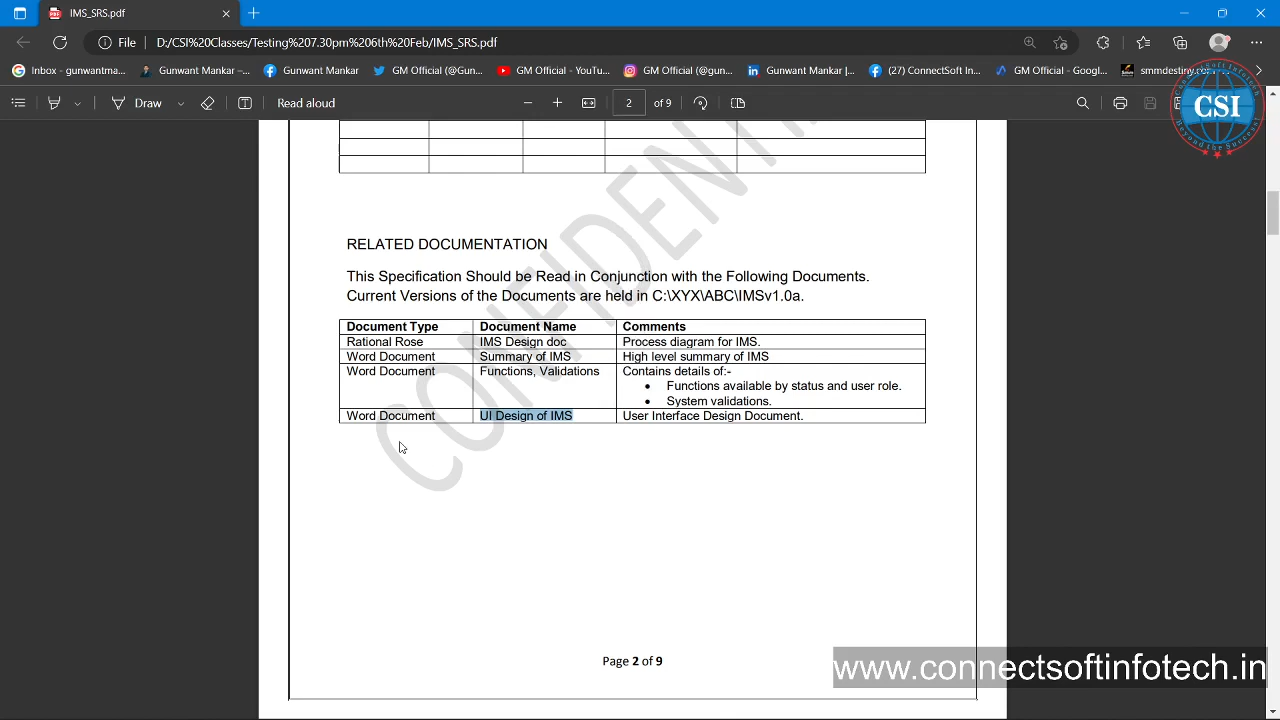 IMS_SRS.pdf
File D:/CSI%20Classes/Testing%207.30pm%206th%20Feb/IMS_SRS.pdf
Inbox - gunwantma... Gunwant Mankar –... Gunwant Mankar GM Official (@Gun... GM Official - YouTu... GM Official (@gun... Gunwant Mankar |... (27) ConnectSoft In... GM Official - Googl...
Draw Read aloud 2 of 9
CSI
CONFIDENTI
RELATED DOCUMENTATION
This Specification Should be Read in Conjunction with the Following Documents.
Current Versions of the Documents are held in C:\XYX\ABC\IMSv1.0a.
Document Type Document Name Comments
Rational Rose IMS Design doc Process diagram for IMS.
Word Document Summary of IMS High level summary of IMS
Word Document Functions, Validations Contains details of:-
• Functions available by status and user role.
• System validations.
Word Document UI Design of IMS User Interface Design Document.
Page 2 of 9
www.connectsoftinfotech.in